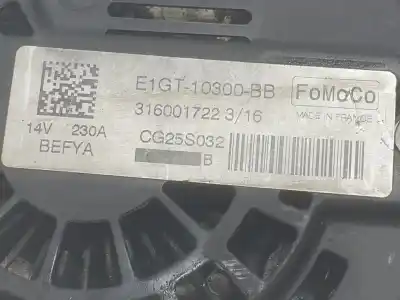 E1GT-10300-BB
FoMoCo
316001722 3/16
MADE IN FRANCE
14V 230A
CG25S032
BEFYA
B